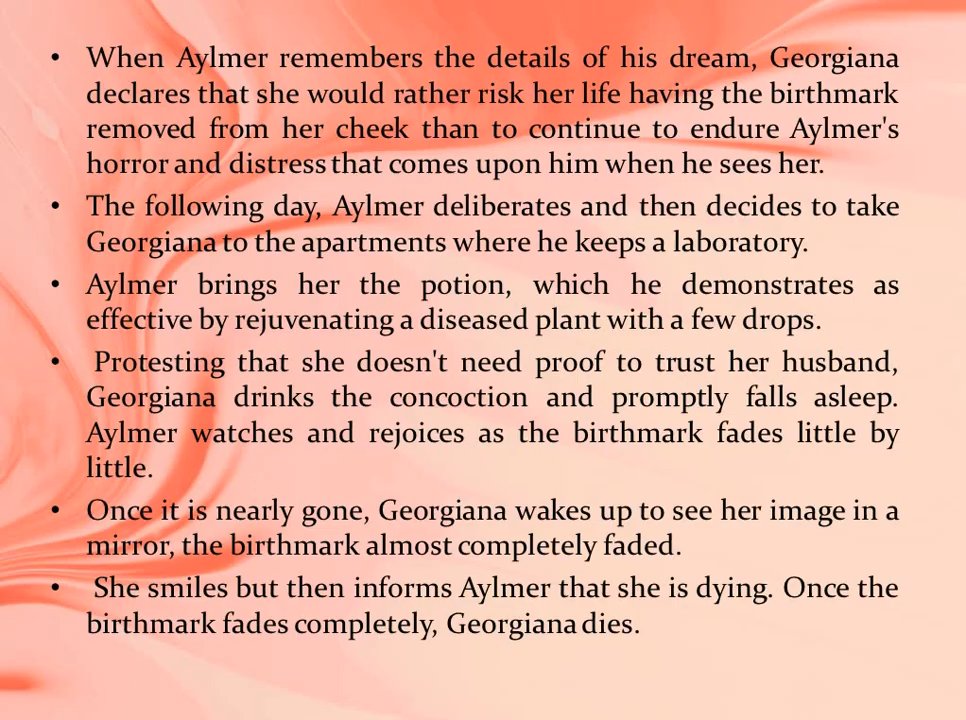 • When Aylmer remembers the details of his dream, Georgiana
declares that she would rather risk her life having the birthmark
removed from her cheek than to continue to endure Aylmer's
horror and distress that comes upon him when he sees her.
• The following day, Aylmer deliberates and then decides to take
Georgiana to the apartments where he keeps a laboratory.
• Aylmer brings her the potion, which he demonstrates as
effective by rejuvenating a diseased plant with a few drops.
• Protesting that she doesn't need proof to trust her husband,
Georgiana drinks the concoction and promptly falls asleep.
Aylmer watches and rejoices as the birthmark fades little by
little.
• Once it is nearly gone, Georgiana wakes up to see her image in a
mirror, the birthmark almost completely faded.
• She smiles but then informs Aylmer that she is dying. Once the
birthmark fades completely, Georgiana dies.